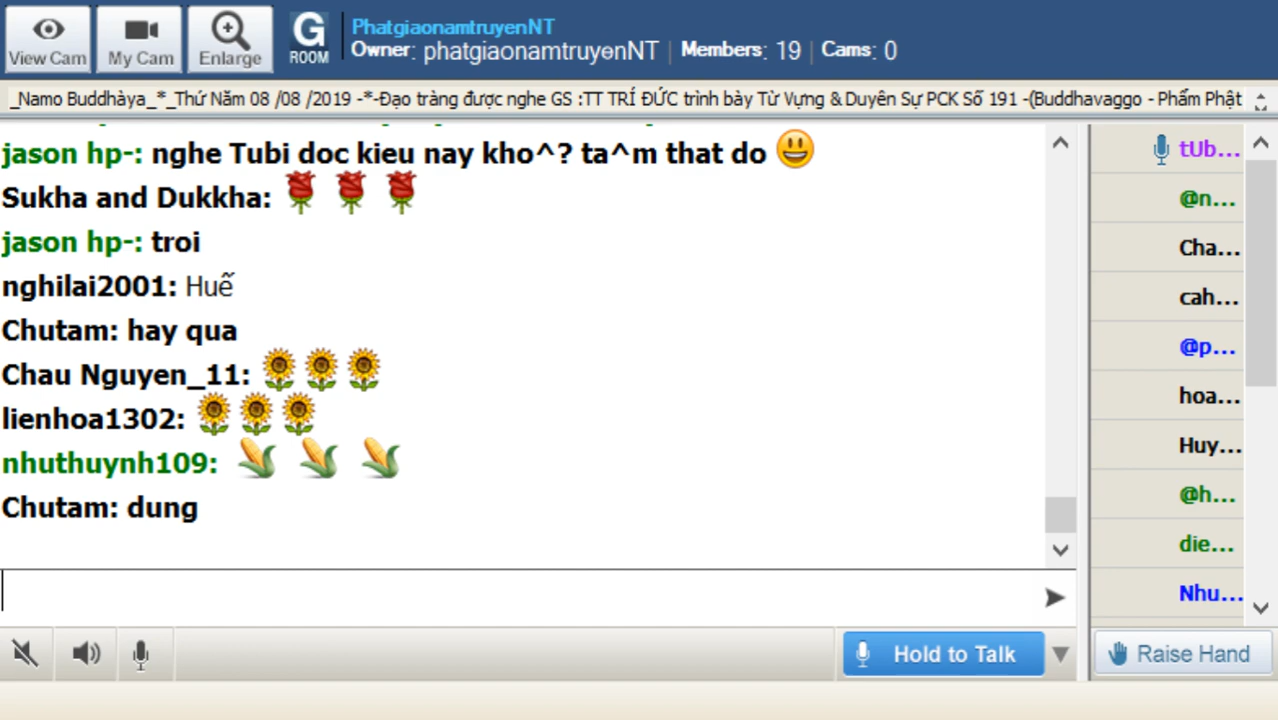 View Cam
My Cam
Enlarge
G
ROOM
PhatgiaonamtruyenNT
Owner: phatgiaonamtruyenNT | Members: 19 | Cams: 0
_Namo Buddhàya_*_Thứ Năm 08 /08 /2019 -*-Đạo tràng được nghe GS :TT TRÍ ĐỨC trình bày Từ Vựng & Duyên Sự PCK Số 191 -(Buddhavaggo - Phẩm Phật
jason hp-: nghe Tubi doc kieu nay kho^? ta^m that do 😃
Sukha and Dukkha: 🌹 🌹 🌹
jason hp-: troi
nghilai2001: Huế
Chutam: hay qua
Chau Nguyen_11: 🌻🌻🌻
lienhoa1302: 🌻🌻🌻
nhuthuynh109: 🌽 🌽 🌽
Chutam: dung
tUb...
@n...
Cha...
cah...
@p...
hoa...
Huy...
@h...
die...
Nhu...
Hold to Talk
Raise Hand